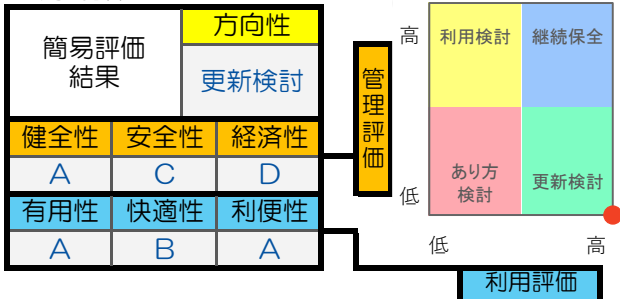 簡易評価
結果
方向性
更新検討
健全性 安全性 経済性
A C D
有用性 快適性 利便性
A B A
管理評価
高
低
利用検討 継続保全
あり方
検討
更新検討
低 高
利用評価